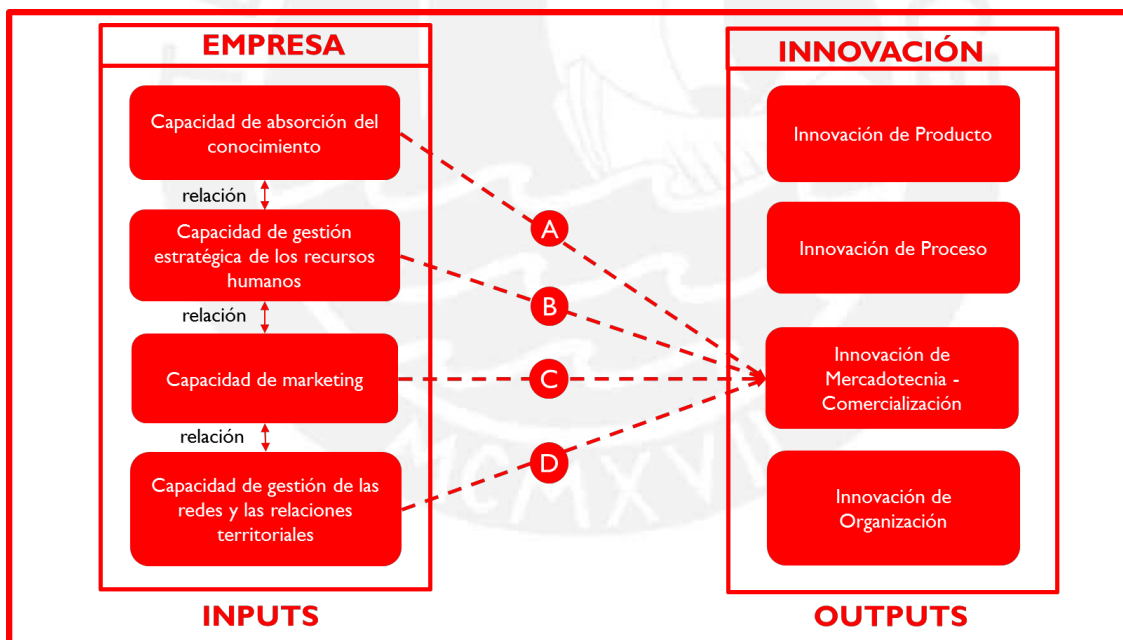 EMPRESA
Capacidad de absorción del
conocimiento
relación
Capacidad de gestión
estratégica de los recursos
humanos
relación
Capacidad de marketing
relación
Capacidad de gestión de las
redes y las relaciones
territoriales
INPUTS
A
B
C
D
INNOVACIÓN
Innovación de Producto
Innovación de Proceso
Innovación de
Mercadotecnia -
Comercialización
Innovación de
Organización
OUTPUTS
MCMXVII